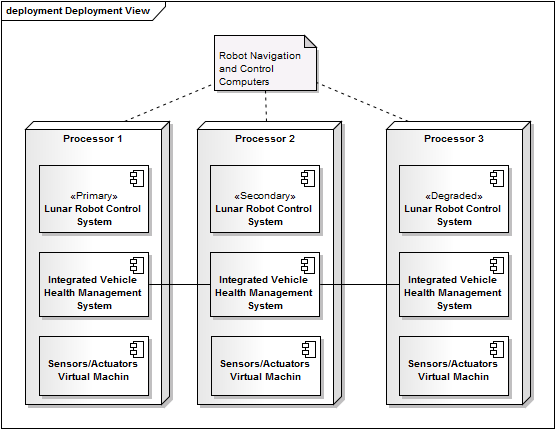 deployment Deployment View
Robot Navigation
and Control
Computers
Processor 1
«Primary»
Lunar Robot Control
System
Integrated Vehicle
Health Management
System
Sensors/Actuators
Virtual Machin
Processor 2
«Secondary»
Lunar Robot Control
System
Integrated Vehicle
Health Management
System
Sensors/Actuators
Virtual Machin
Processor 3
«Degraded»
Lunar Robot Control
System
Integrated Vehicle
Health Management
System
Sensors/Actuators
Virtual Machin